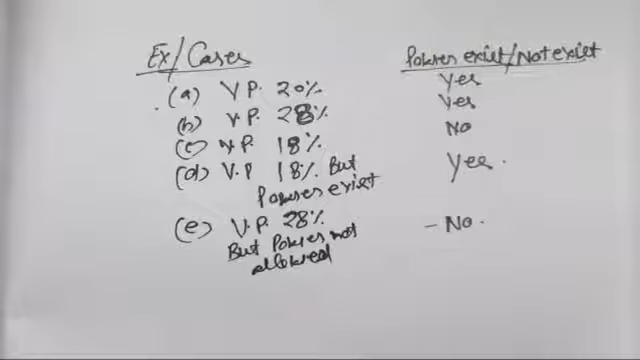 Ex/Cases Powers exist/Not exist
(a) V.P. 20% Yes
(b) V.P. 28% Yes
(c) V.P. 18% No
(d) V.P 18% But Yes.
Powers exist
(e) V.P. 28% - No.
But Powers not
allowed